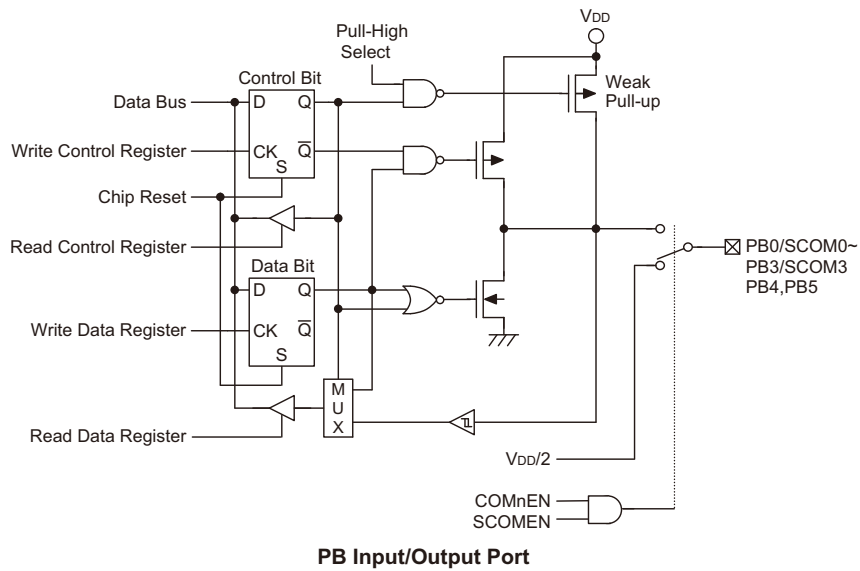 VDD
Pull-High
Select
Control Bit
Weak
Pull-up
Data Bus
D
Q
Write Control Register
CK
Q
S
Chip Reset
PB0/SCOM0~
PB3/SCOM3
PB4,PB5
Read Control Register
Data Bit
D
Q
Write Data Register
CK
Q
S
M
U
X
Read Data Register
VDD/2
COMnEN
SCOMEN
PB Input/Output Port